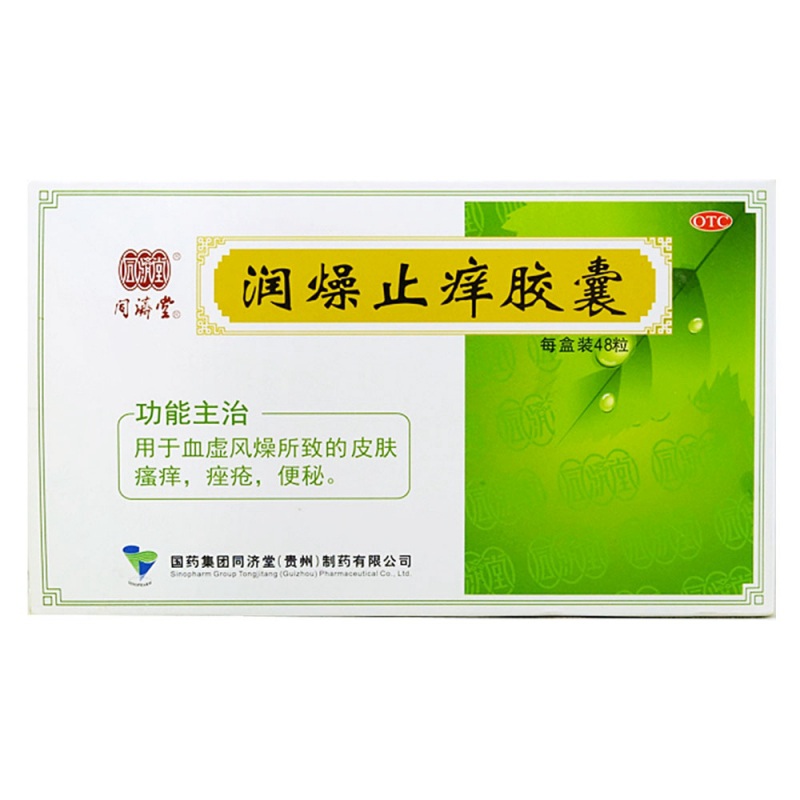 同济堂®
同濟堂®
OTC
润燥止痒胶囊
每盒装48粒
功能主治
用于血虚风燥所致的皮肤
瘙痒，痤疮，便秘。
国药集团同济堂(贵州)制药有限公司
Sinopharm Group Tongjitang (Guizhou) Pharmaceutical Co., Ltd.